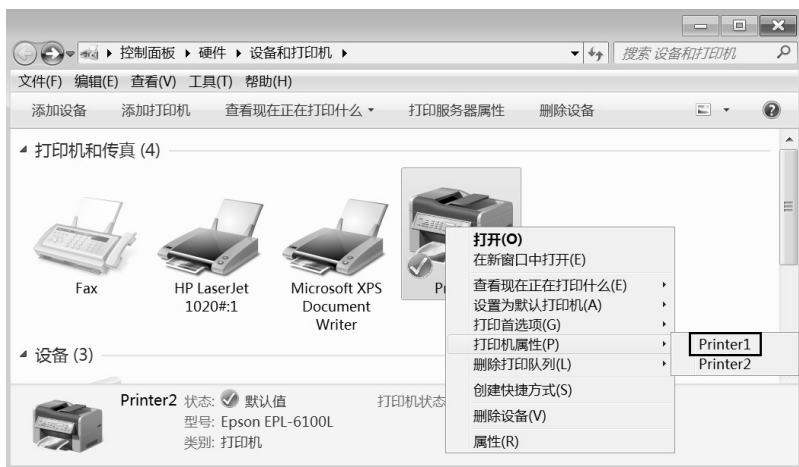 控制面板 ▸ 硬件 ▸ 设备和打印机 ▸
搜索 设备和打印机
文件(F) 编辑(E) 查看(V) 工具(T) 帮助(H)
添加设备 添加打印机 查看现在正在打印什么 打印服务器属性 删除设备
打印机和传真 (4)
Fax
HP LaserJet
1020#:1
Microsoft XPS
Document
Writer
打开(O)
在新窗口中打开(E)
查看现在正在打印什么(E)
设置为默认打印机(A)
打印首选项(G)
打印机属性(P)
删除打印队列(L)
创建快捷方式(S)
删除设备(V)
属性(R)
Printer1
Printer2
设备 (3)
Printer2 状态: 默认值 打印机状态
型号: Epson EPL-6100L
类别: 打印机